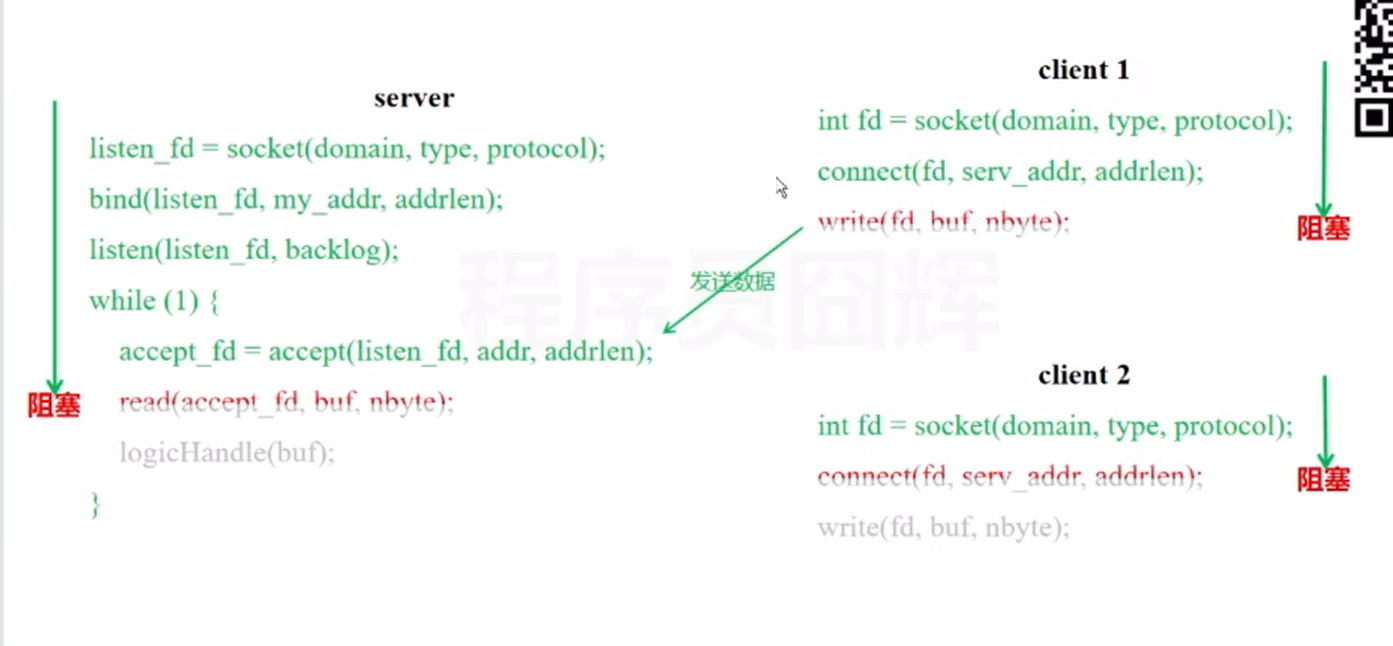 server
listen_fd = socket(domain, type, protocol);
bind(listen_fd, my_addr, addrlen);
listen(listen_fd, backlog);
while (1) {
accept_fd = accept(listen_fd, addr, addrlen);
阻塞
read(accept_fd, buf, nbyte);
logicHandle(buf);
}
发送数据
程序员囧辉
client 1
int fd = socket(domain, type, protocol);
connect(fd, serv_addr, addrlen);
write(fd, buf, nbyte);
阻塞
client 2
int fd = socket(domain, type, protocol);
connect(fd, serv_addr, addrlen);
阻塞
write(fd, buf, nbyte);